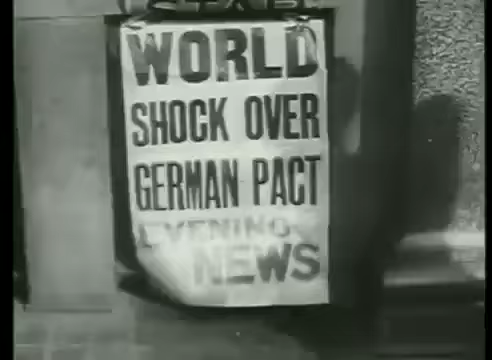 WORLD
SHOCK OVER
GERMAN PACT
EVENING
NEWS